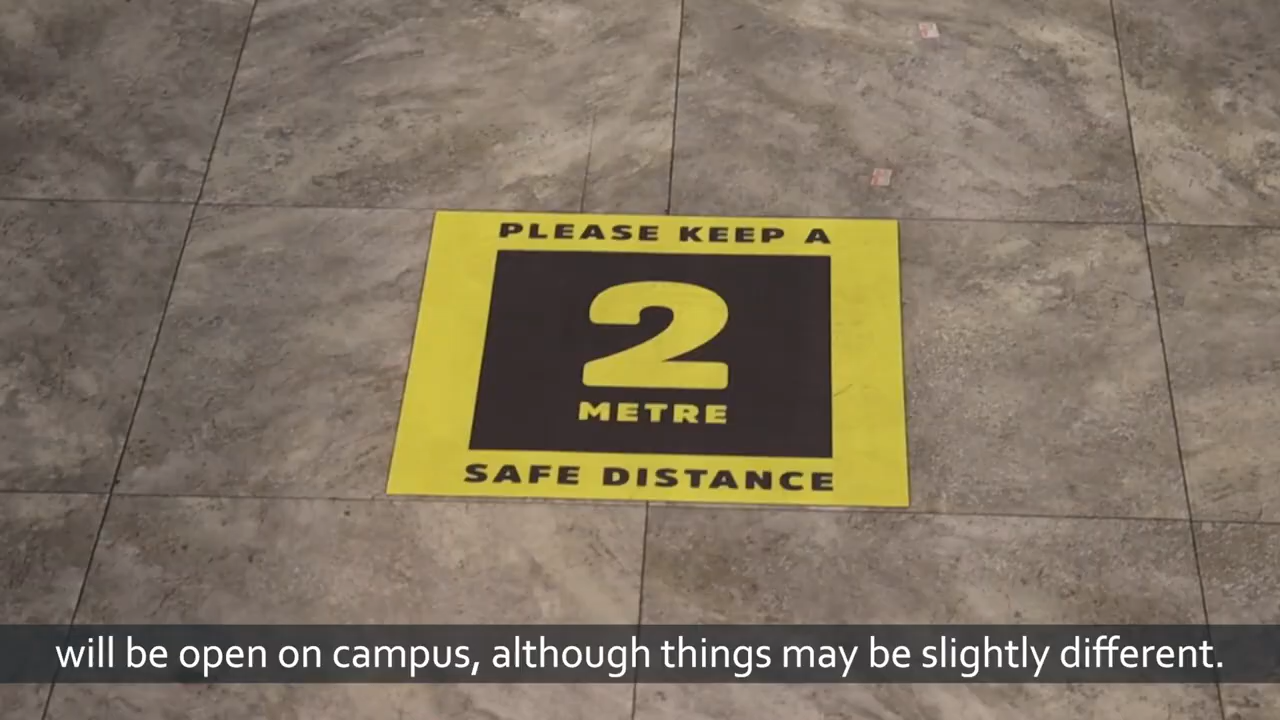 PLEASE KEEP A
2
METRE
SAFE DISTANCE
will be open on campus, although things may be slightly different.